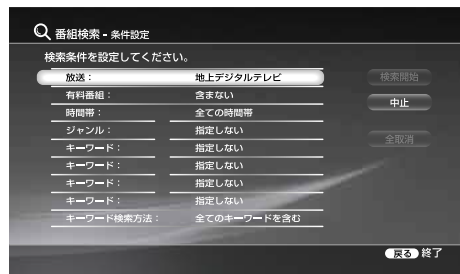 番組検索 - 条件設定
検索条件を設定してください。
放送： 地上デジタルテレビ 検索開始
有料番組： 含まない 中止
時間帯： 全ての時間帯
ジャンル： 指定しない 全取消
キーワード： 指定しない
キーワード： 指定しない
キーワード： 指定しない
キーワード： 指定しない
キーワード検索方法： 全てのキーワードを含む
戻る 終了